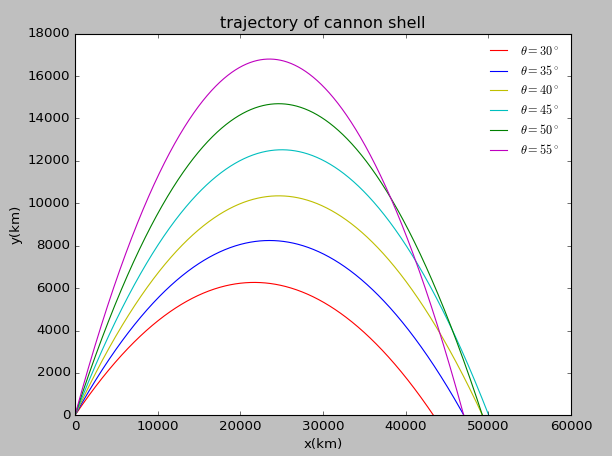 trajectory of cannon shell
18000
16000
14000
12000
10000
8000
6000
4000
2000
0
y(km)
θ = 30°
θ = 35°
θ = 40°
θ = 45°
θ = 50°
θ = 55°
0 10000 20000 30000 40000 50000 60000
x(km)